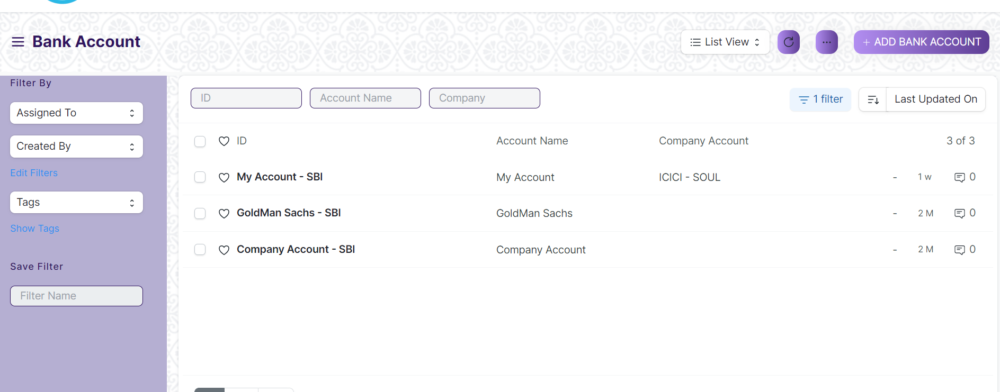 Bank Account
List View
+ ADD BANK ACCOUNT
Filter By
Assigned To
Created By
Edit Filters
Tags
Show Tags
Save Filter
Filter Name
ID Account Name Company
1 filter Last Updated On
ID Account Name Company Account 3 of 3
My Account - SBI My Account ICICI - SOUL - 1 w 0
GoldMan Sachs - SBI GoldMan Sachs - 2 M 0
Company Account - SBI Company Account - 2 M 0